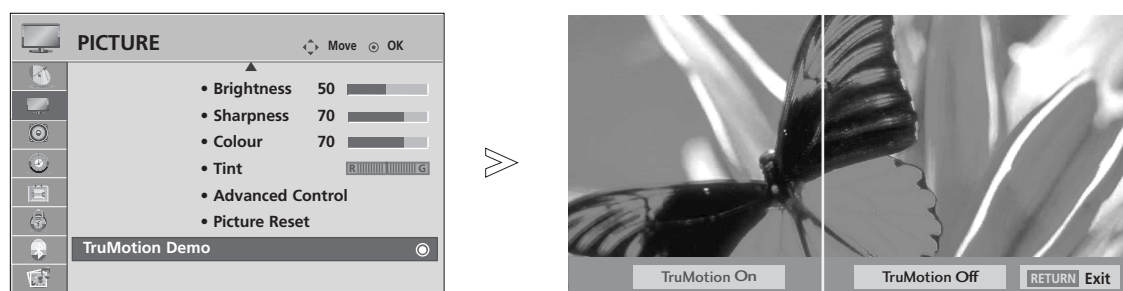 PICTURE
Move OK
• Brightness 50
• Sharpness 70
• Colour 70
• Tint R G
• Advanced Control
• Picture Reset
TruMotion Demo
TruMotion On
TruMotion Off
RETURN Exit